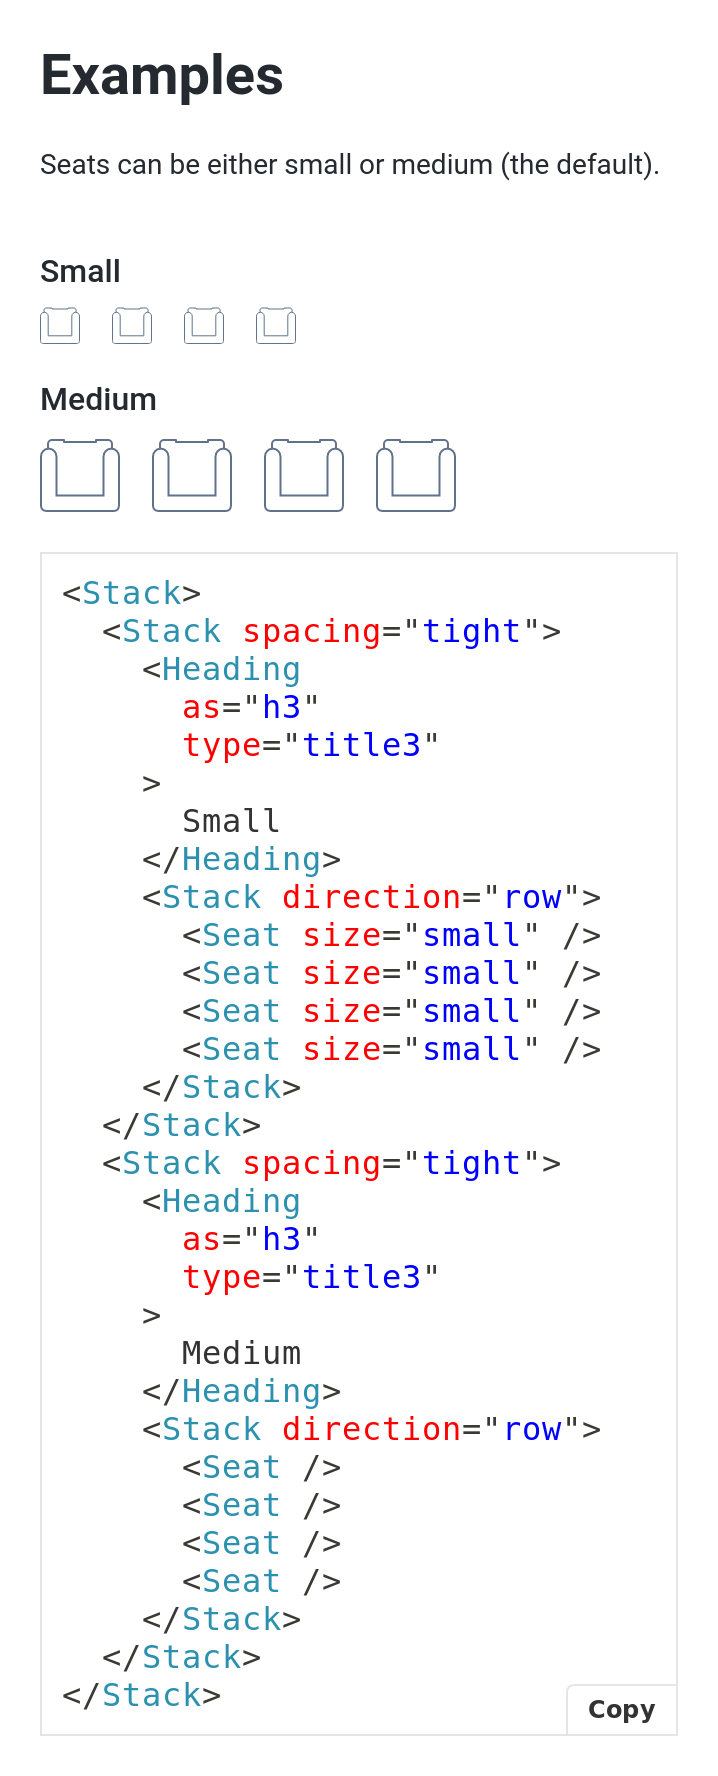 Examples
Seats can be either small or medium (the default).
Small
Medium
<Stack>
  <Stack spacing="tight">
    <Heading
      as="h3"
      type="title3"
    >
      Small
    </Heading>
    <Stack direction="row">
      <Seat size="small" />
      <Seat size="small" />
      <Seat size="small" />
      <Seat size="small" />
    </Stack>
  </Stack>
  <Stack spacing="tight">
    <Heading
      as="h3"
      type="title3"
    >
      Medium
    </Heading>
    <Stack direction="row">
      <Seat />
      <Seat />
      <Seat />
      <Seat />
    </Stack>
  </Stack>
</Stack>
Copy